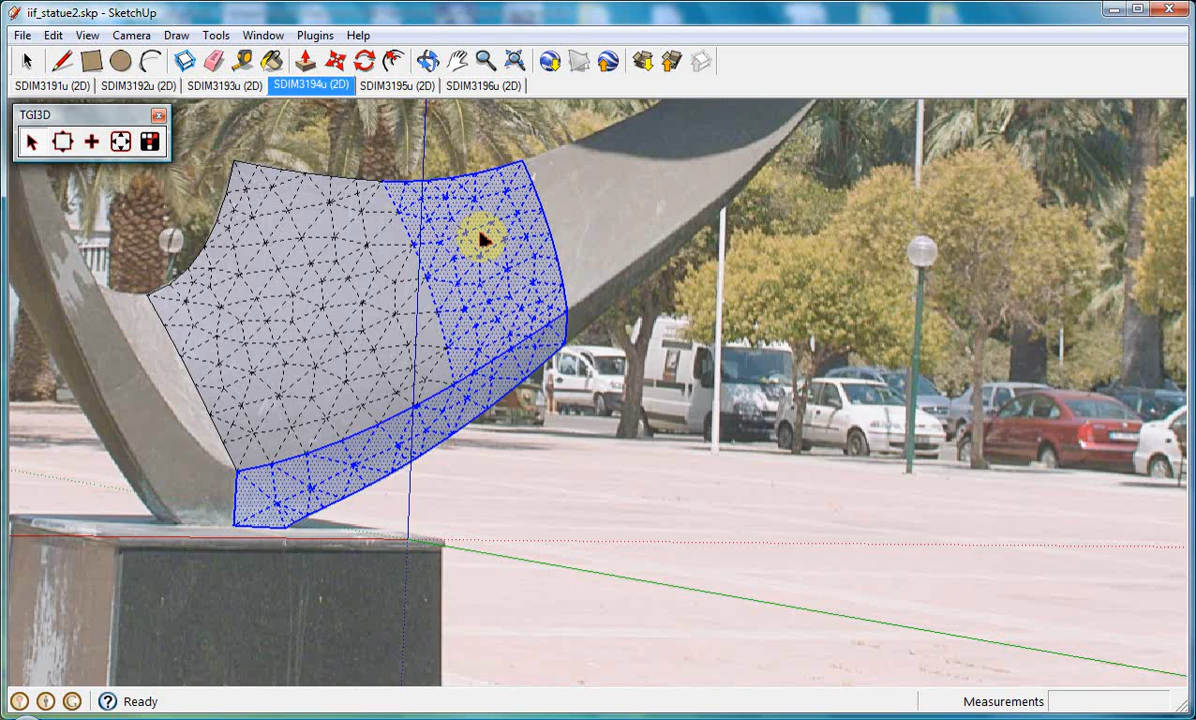 iif_statue2.skp - SketchUp
File Edit View Camera Draw Tools Window Plugins Help
SDIM3191u (2D) SDIM3192u (2D) SDIM3193u (2D) SDIM3194u (2D) SDIM3195u (2D) SDIM3196u (2D)
TGI3D
Ready
Measurements